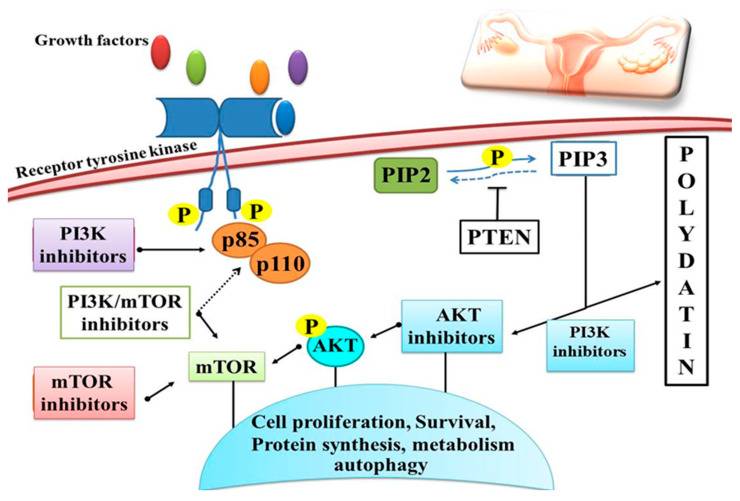 Growth factors
Receptor tyrosine kinase
P
P
PI3K
inhibitors
p85
p110
PI3K/mTOR
inhibitors
mTOR
inhibitors
mTOR
P
AKT
AKT
inhibitors
PIP2
P
PIP3
PTEN
PI3K
inhibitors
P
O
L
Y
D
A
T
I
N
Cell proliferation, Survival,
Protein synthesis, metabolism
autophagy